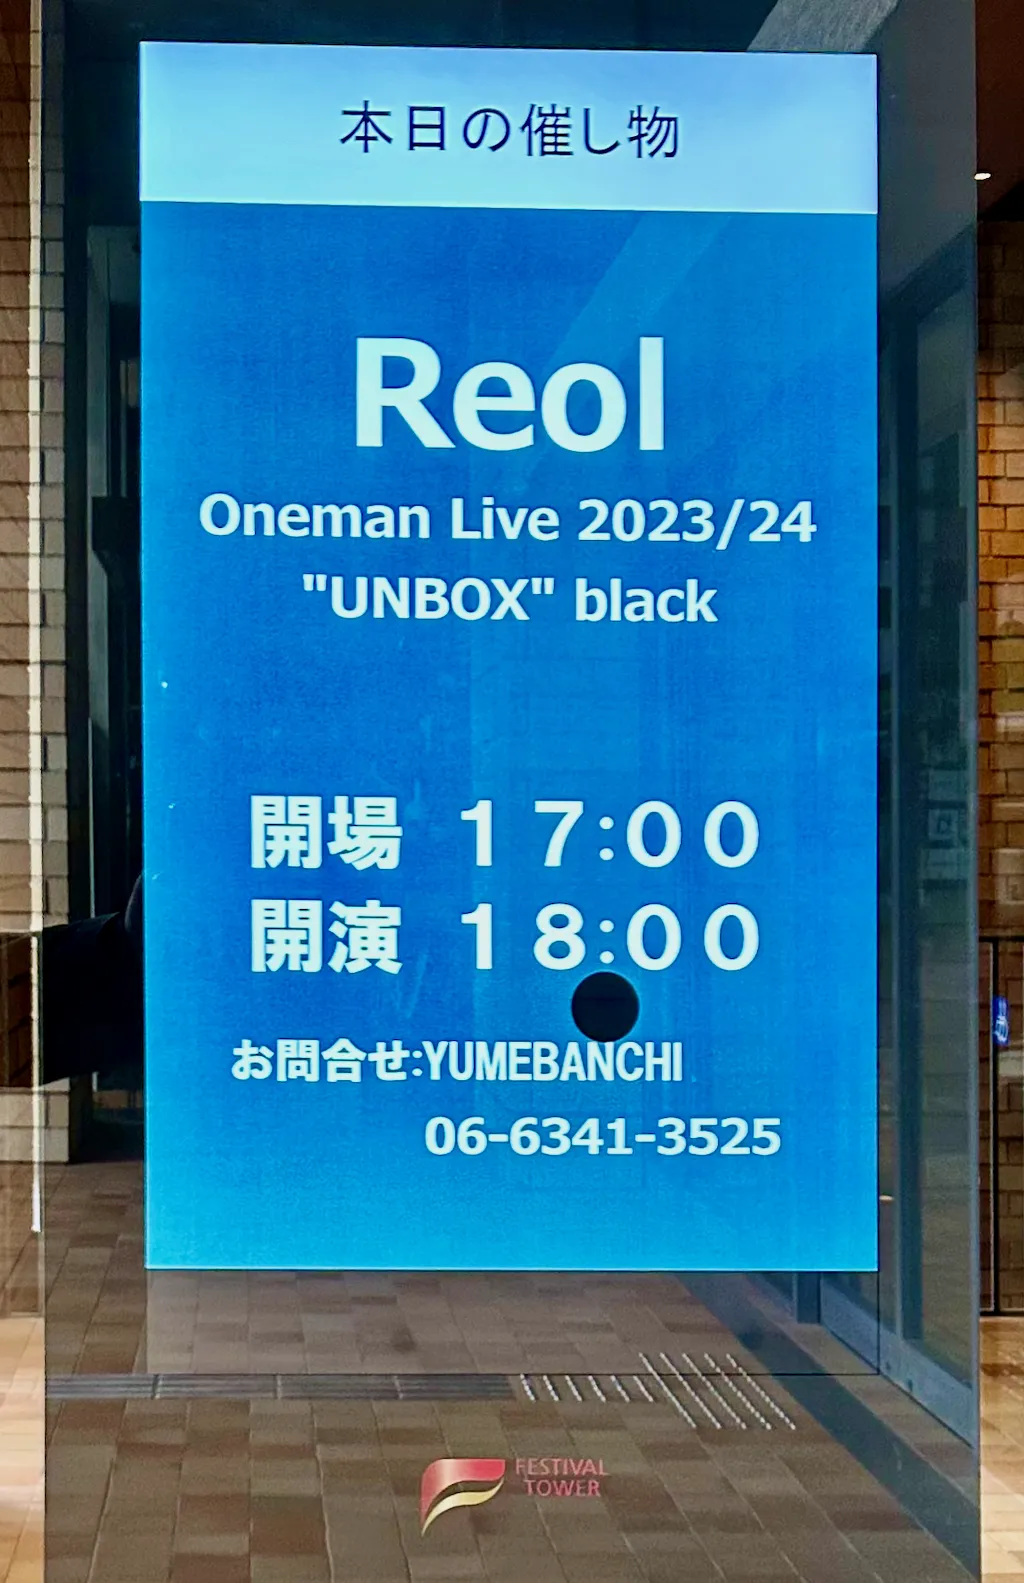 本日の催し物
Reol
Oneman Live 2023/24
"UNBOX" black
開場 17:00
開演 18:00
お問合せ:YUMEBANCHI
06-6341-3525
FESTIVAL
TOWER